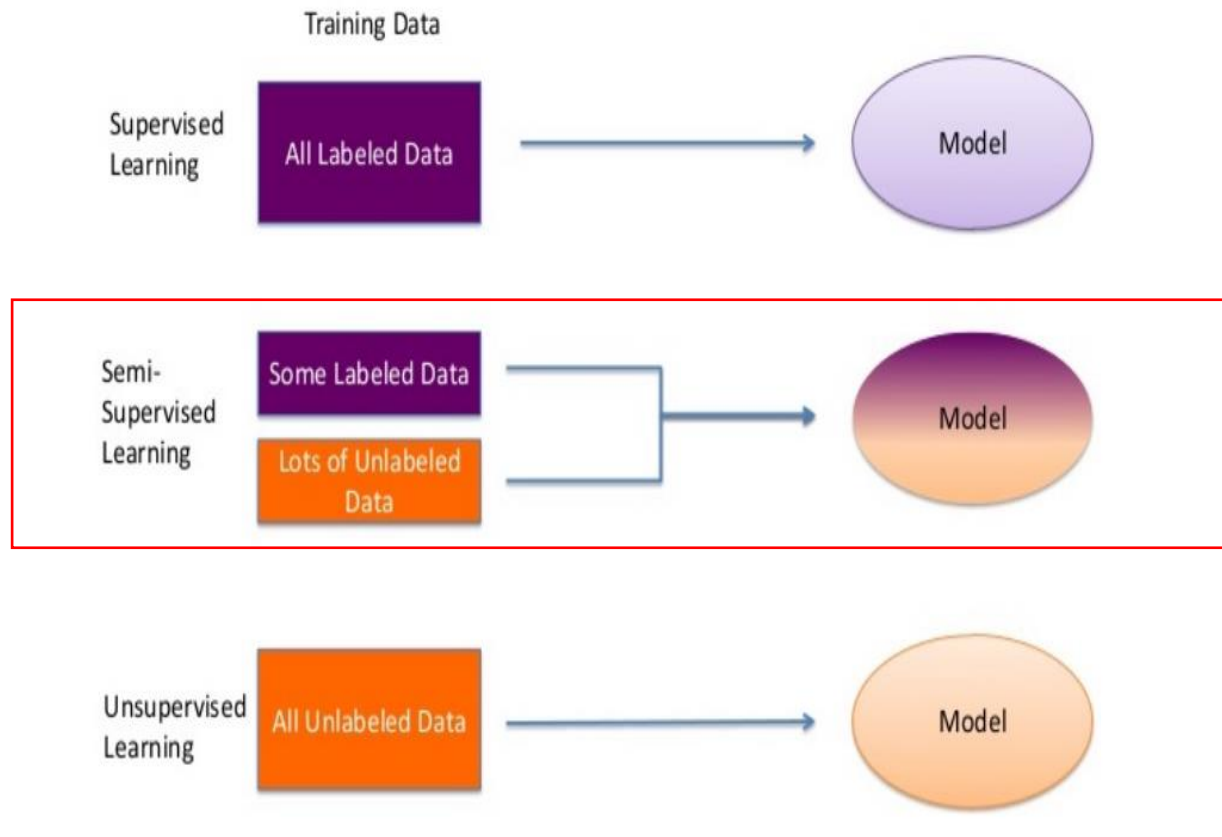 Training Data
Supervised
Learning
All Labeled Data
Model
Semi-
Supervised
Learning
Some Labeled Data
Lots of Unlabeled
Data
Model
Unsupervised
Learning
All Unlabeled Data
Model